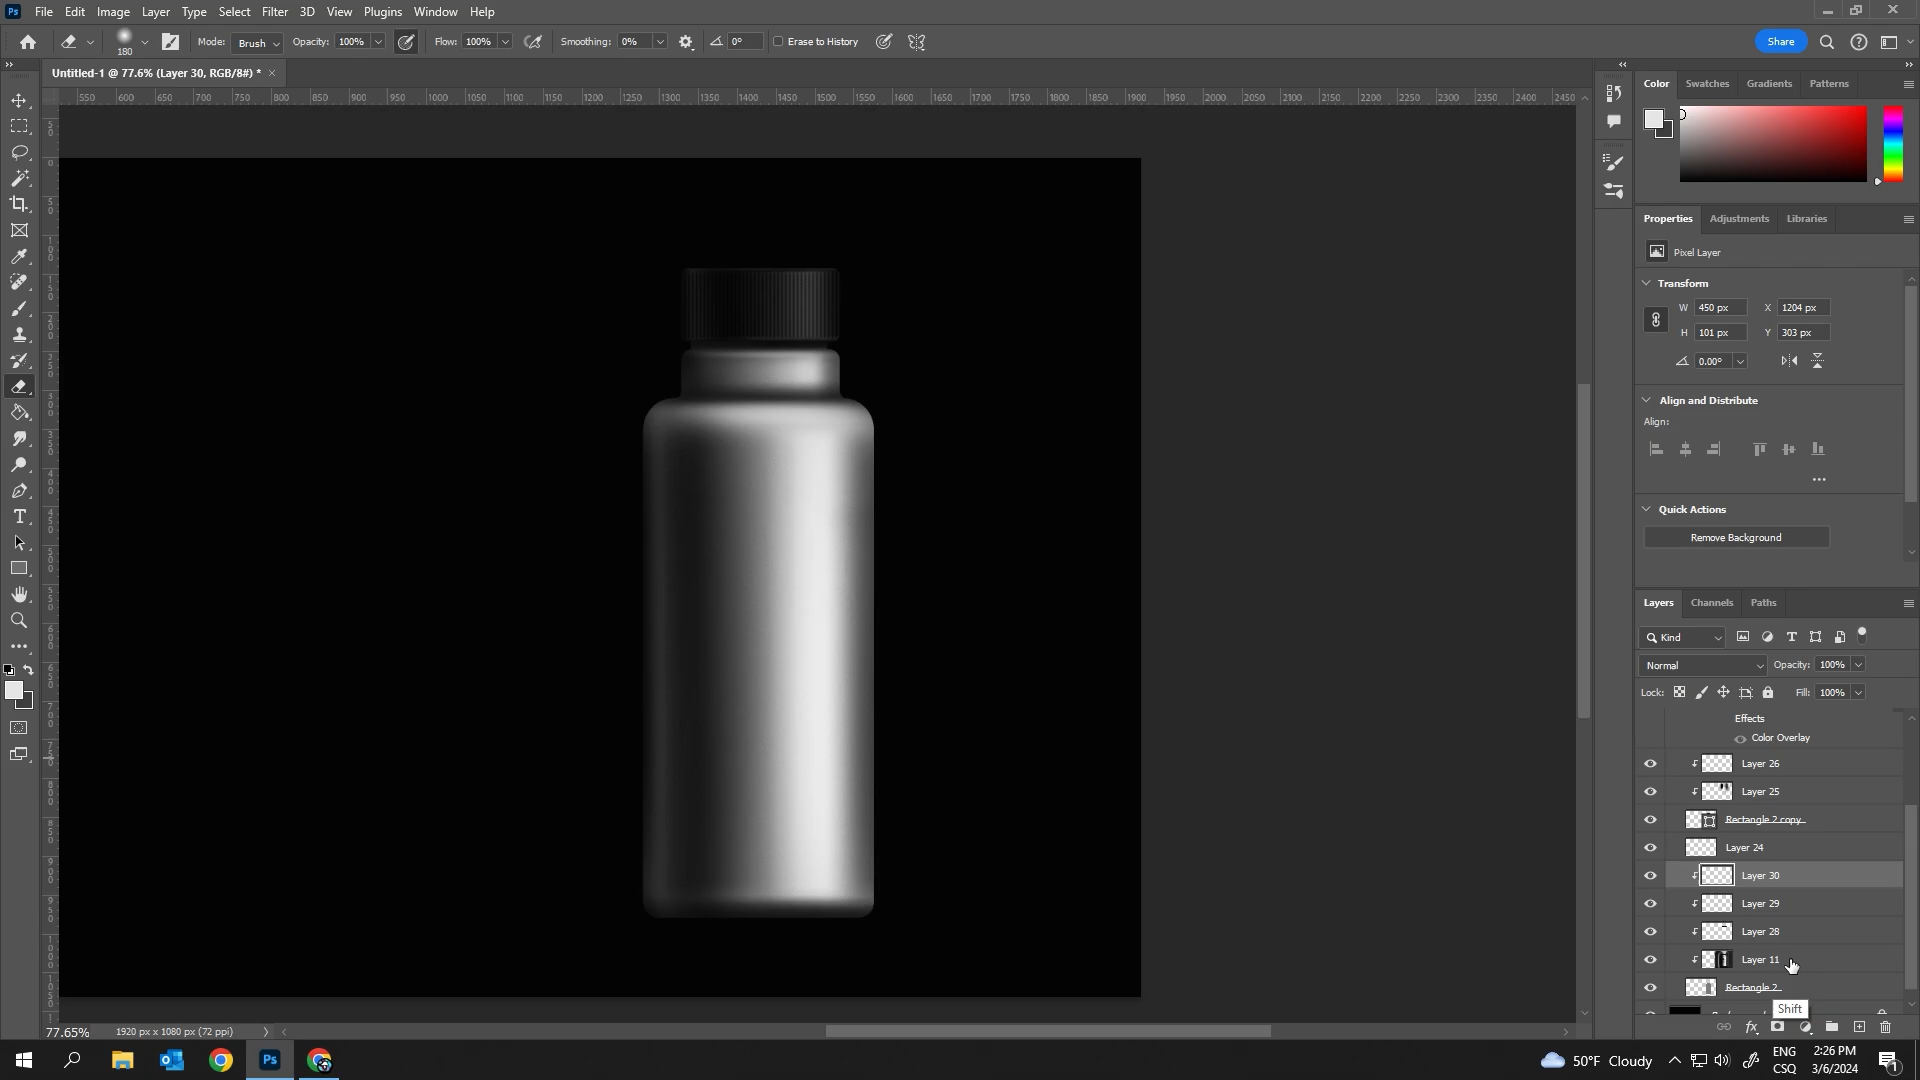 Ps File Edit Image Layer Type Select Filter 3D View Plugins Window Help
180 Mode: Brush Opacity: 100% Flow: 100% Smoothing: 0% 0° Erase to History Share
Untitled-1 @ 77.6% (Layer 30, RGB/8#) * ×
550 600 650 700 750 800 850 900 950 1000 1050 1100 1150 1200 1250 1300 1350 1400 1450 1500 1550 1600 1650 1700 1750 1800 1850 1900 1950 2000 2050 2100 2150 2200 2250 2300 2350 2400 2450
Color Swatches Gradients Patterns
Properties Adjustments Libraries
Pixel Layer
Transform
W 450 px X 1204 px
H 101 px Y 303 px
0.00°
Align and Distribute
Align:
Quick Actions
Remove Background
Layers Channels Paths
Kind
Normal Opacity: 100%
Lock: Fill: 100%
Effects
Color Overlay
Layer 26
Layer 25
Rectangle 2 copy
Layer 24
Layer 30
Layer 29
Layer 28
Layer 11
Rectangle 2
Shift
77.65% 1920 px x 1080 px (72 ppi)
50°F Cloudy
ENG
CSQ
2:26 PM
3/6/2024
1